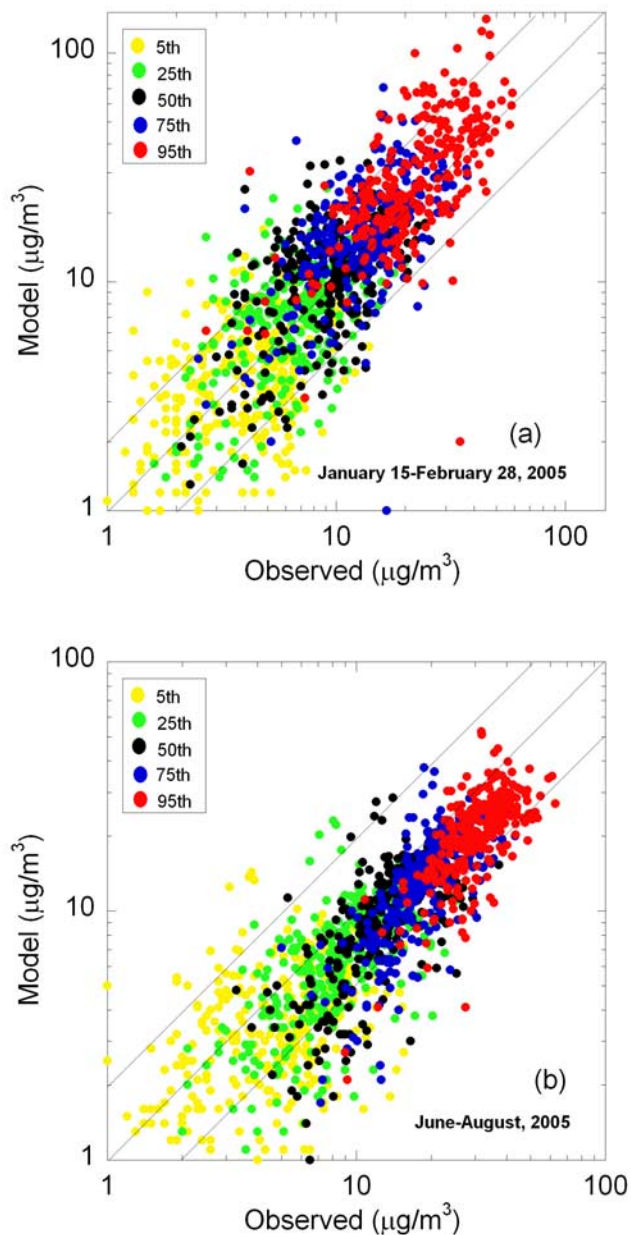 100
10
1
Model (μg/m³)
5th
25th
50th
75th
95th
(a)
January 15-February 28, 2005
1
10
100
Observed (μg/m³)
100
10
1
Model (μg/m³)
5th
25th
50th
75th
95th
(b)
June-August, 2005
1
10
100
Observed (μg/m³)